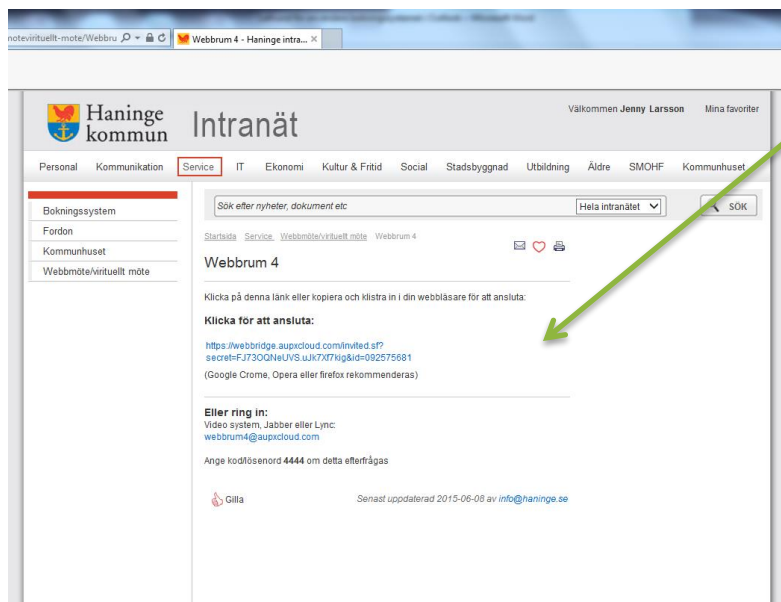 notevirituellt-mote/Webbru
Webbrum 4 - Haninge intra...
Haninge
kommun
Intranät
Välkommen Jenny Larsson Mina favoriter
Personal Kommunikation Service IT Ekonomi Kultur & Fritid Social Stadsbyggnad Utbildning Äldre SMOHF Kommunhuset
Bokningssystem
Fordon
Kommunhuset
Webbmöte/virituellt möte
Sök efter nyheter, dokument etc
Hela intranätet
SÖK
Startsida Service Webbmöte/virituellt möte Webbrum 4
Webbrum 4
Klicka på denna länk eller kopiera och klistra in i din webbläsare för att ansluta:
Klicka för att ansluta:
https://webbridge.aupxcloud.com/invited.sf?
secret=FJ73OQNeUVS.uJk7Xf7kig&id=092575681
(Google Crome, Opera eller firefox rekommenderas)
Eller ring in:
Video system, Jabber eller Lync:
webbrum4@aupxcloud.com
Ange kod/lösenord 4444 om detta efterfrågas
Gilla
Senast uppdaterad 2015-06-08 av info@haninge.se